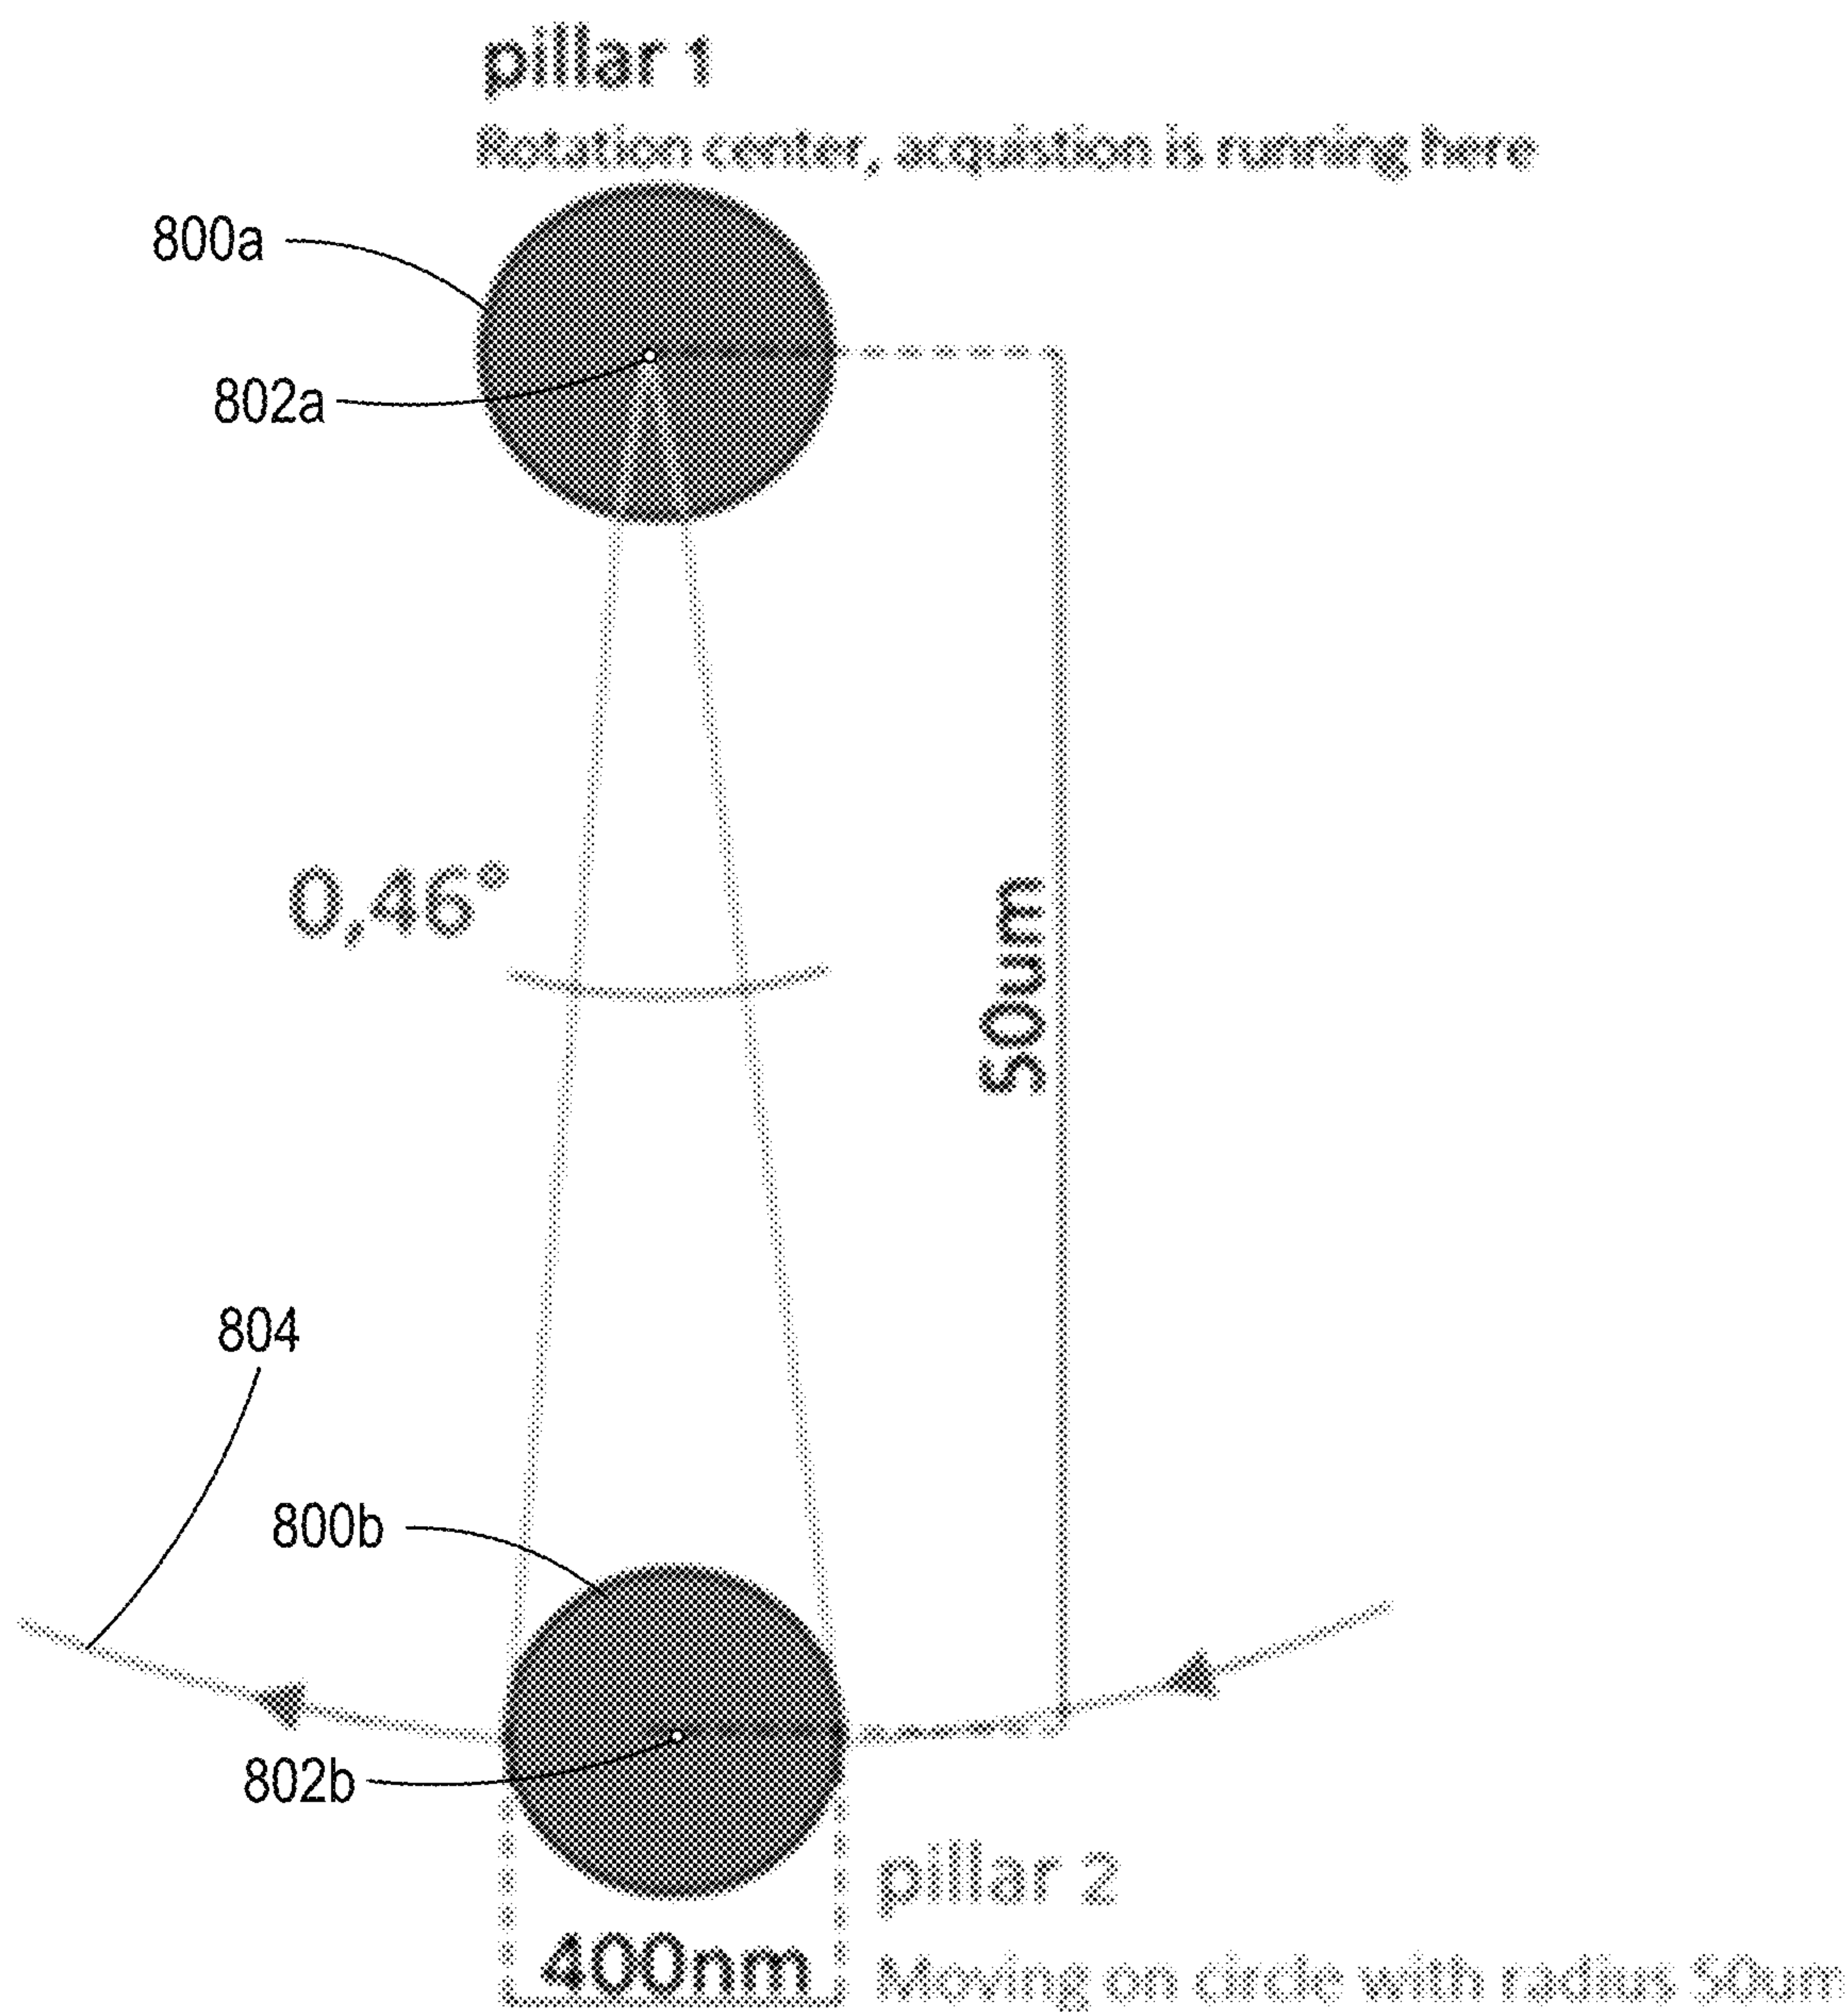 pillar 1
Rotation center, acquistion is running here
800a
802a
0,46°
50um
804
800b
802b
pillar 2
400nm
Moving on circle with radius 50um